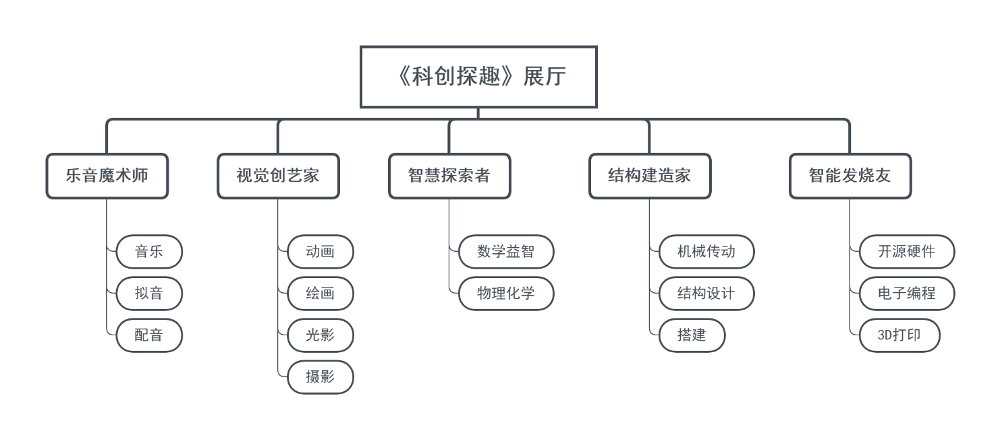 《科创探趣》展厅
乐音魔术师
音乐
拟音
配音
视觉创艺家
动画
绘画
光影
摄影
智慧探索者
数学益智
物理化学
结构建造家
机械传动
结构设计
搭建
智能发烧友
开源硬件
电子编程
3D打印